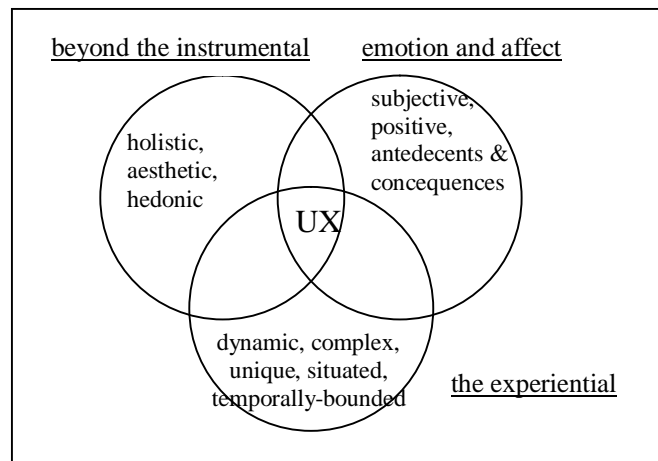 beyond the instrumental
emotion and affect
holistic,
aesthetic,
hedonic
subjective,
positive,
antedecents &
concequences
UX
dynamic, complex,
unique, situated,
temporally-bounded
the experiential